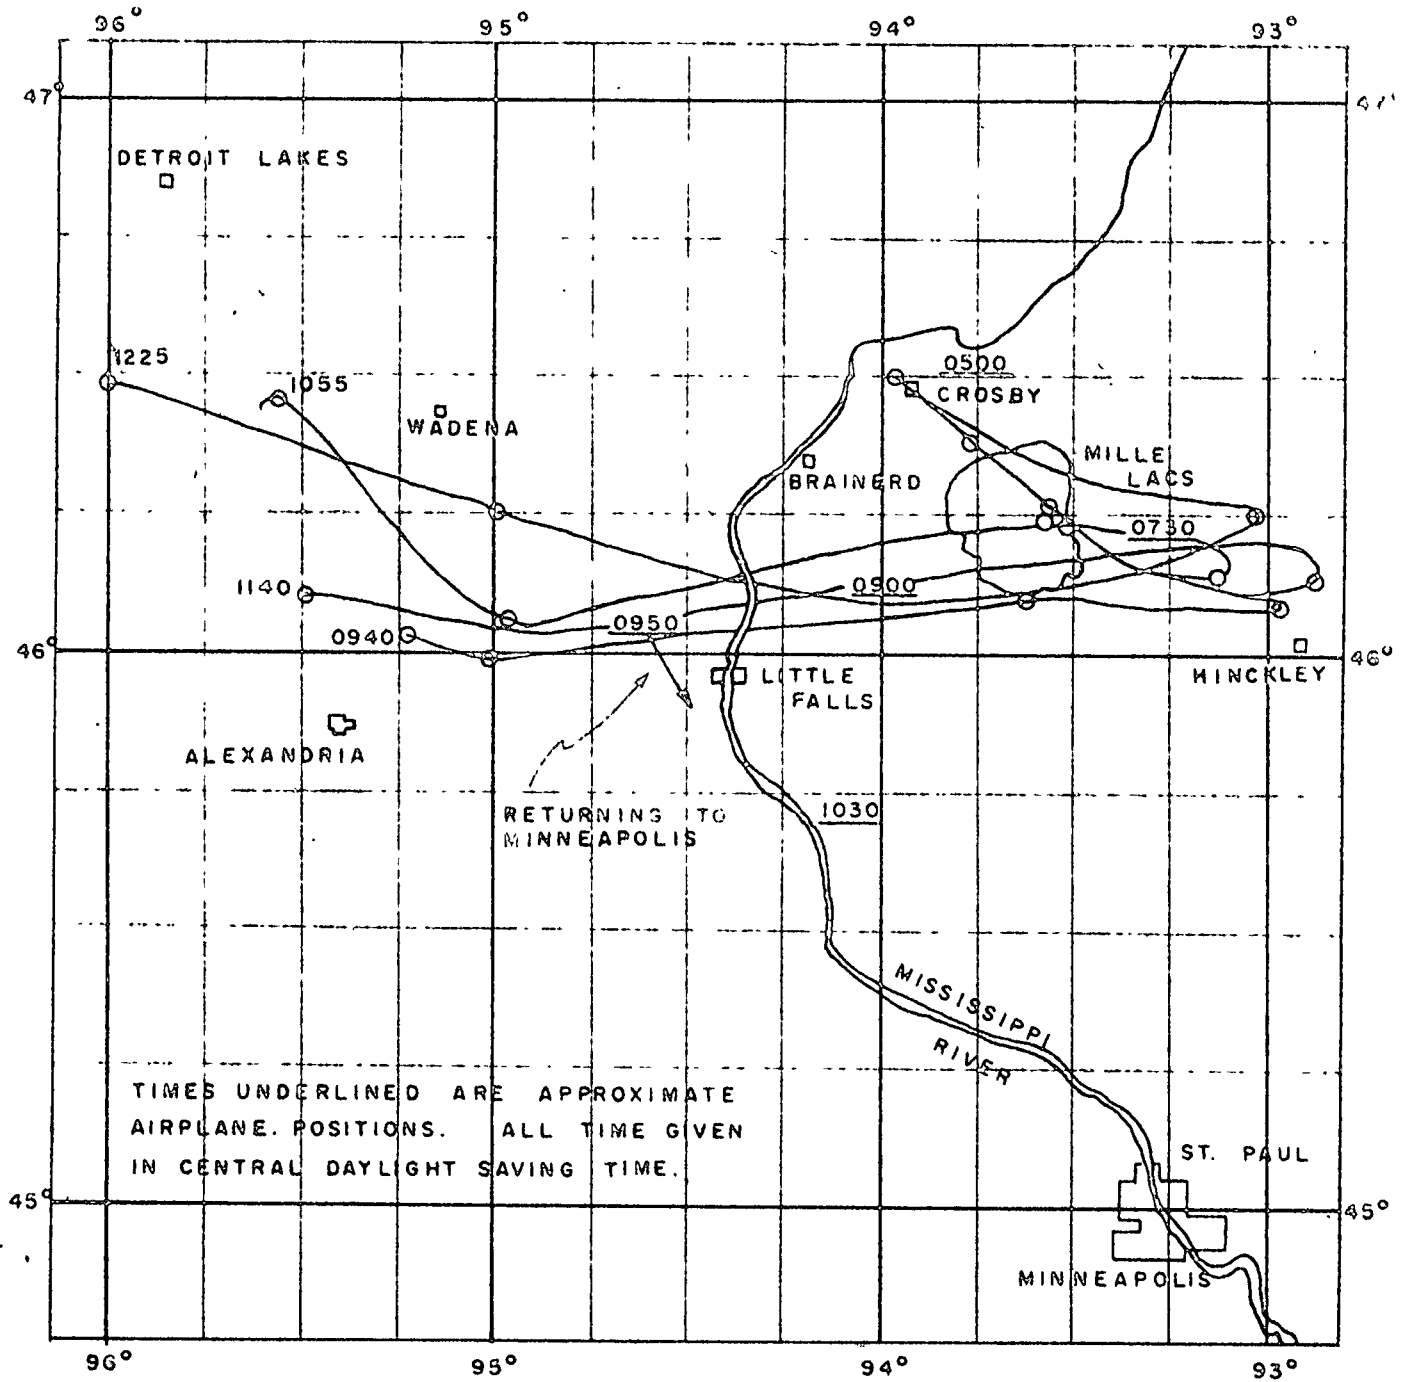 96° 95° 94° 93°
47°
47'
DETROIT LAKES
1225
1055
WADENA
0500
CROSBY
BRAINERD
MILLE
LACS
0730
1140
0900
0950
0940
46°
46°
LITTLE
FALLS
HINCKLEY
ALEXANDRIA
RETURNING TO
MINNEAPOLIS
1030
MISSISSIPPI
RIVER
TIMES UNDERLINED ARE APPROXIMATE
AIRPLANE. POSITIONS. ALL TIME GIVEN
IN CENTRAL DAYLIGHT SAVING TIME.
ST. PAUL
45°
45°
MINNEAPOLIS
96° 95° 94° 93°